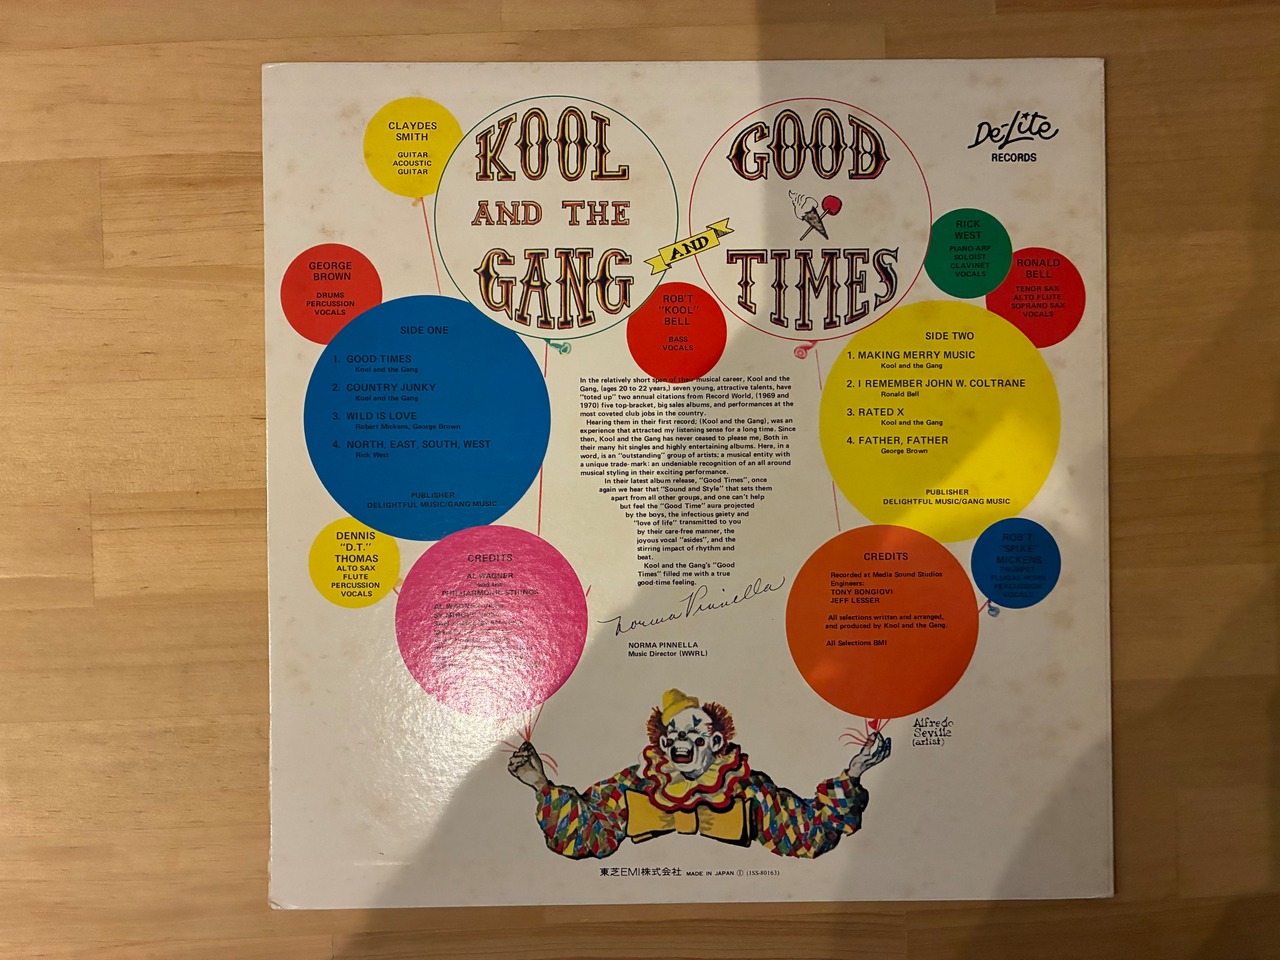 CLAYDES
SMITH
GUITAR
ACOUSTIC
GUITAR
KOOL
AND THE
GANG
AND
GOOD
TIMES
De-Lite
RECORDS
GEORGE
BROWN
DRUMS
PERCUSSION
VOCALS
ROB'T
"KOOL"
BELL
BASS
VOCALS
RICK
WEST
PIANO-ARP
SOLOIST
CLAVINET
VOCALS
RONALD
BELL
TENOR SAX
ALTO FLUTE
SOPRANO SAX
VOCALS
SIDE ONE
1. GOOD TIMES
Kool and the Gang
2. COUNTRY JUNKY
Kool and the Gang
3. WILD IS LOVE
Robert Mickens, George Brown
4. NORTH, EAST, SOUTH, WEST
Rick West
PUBLISHER
DELIGHTFUL MUSIC/GANG MUSIC
In the relatively short span of their musical career, Kool and the
Gang, (ages 20 to 22 years,) seven young, attractive talents, have
"toted up" two annual citations from Record World, (1969 and
1970) five top-bracket, big sales albums, and performances at the
most coveted club jobs in the country.
Hearing them in their first record; (Kool and the Gang), was an
experience that attracted my listening sense for a long time. Since
then, Kool and the Gang has never ceased to please me, Both in
their many hit singles and highly entertaining albums. Here, in a
word, is an "outstanding" group of artists: a musical entity with
a unique trade-mark: an undeniable recognition of an all around
musical styling in their exciting performance.
In their latest album release, "Good Times", once
again we hear that "Sound and Style" that sets them
apart from all other groups, and one can't help
but feel the "Good Time" aura projected
by the boys, the infectious gaiety and
"love of life" transmitted to you
by their care-free manner, the
joyous vocal "asides", and the
stirring impact of rhythm and
beat.
Kool and the Gang's "Good
Times" filled me with a true
good-time feeling.
Norma Pinnella
NORMA PINNELLA
Music Director (WWRL)
SIDE TWO
1. MAKING MERRY MUSIC
Kool and the Gang
2. I REMEMBER JOHN W. COLTRANE
Ronald Bell
3. RATED X
Kool and the Gang
4. FATHER, FATHER
George Brown
PUBLISHER
DELIGHTFUL MUSIC/GANG MUSIC
DENNIS
"D.T."
THOMAS
ALTO SAX
FLUTE
PERCUSSION
VOCALS
CREDITS
AL WAGNER
and the
PHILHARMONIC STRINGS
CREDITS
Recorded at Media Sound Studios
Engineers:
TONY BONGIOVI
JEFF LESSER
All selections written and arranged,
and produced by Kool and the Gang.
All Selections BMI
ROB'T
"SPIKE"
MICKENS
TRUMPET
FLUGAL HORN
PERCUSSION
VOCALS
Alfredo
Seville
(artist)
東芝EMI株式会社 MADE IN JAPAN Ⓘ (ISS-80163)